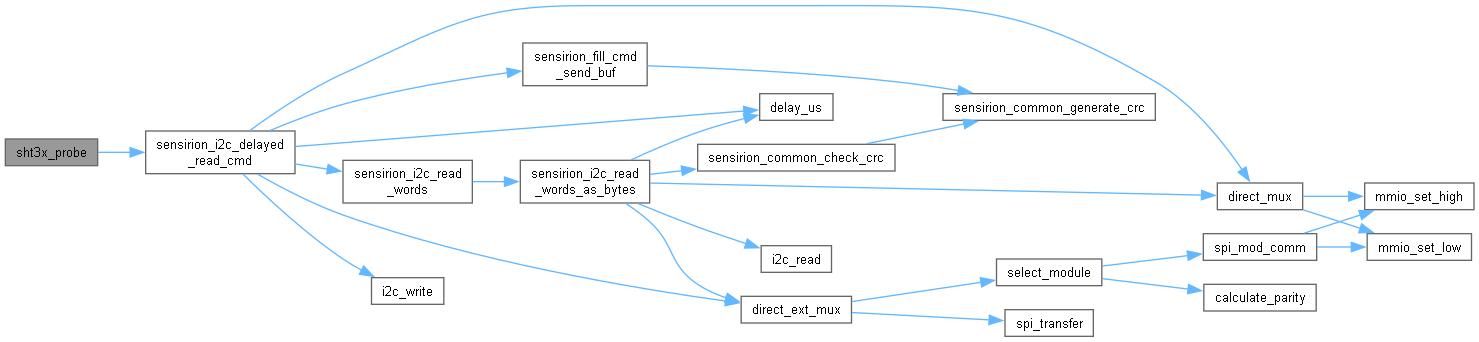 sht3x_probe
sensirion_i2c_delayed
_read_cmd
sensirion_fill_cmd
_send_buf
delay_us
sensirion_common_generate_crc
sensirion_common_check_crc
sensirion_i2c_read
_words
sensirion_i2c_read
_words_as_bytes
direct_mux
mmio_set_high
mmio_set_low
spi_mod_comm
i2c_read
select_module
i2c_write
calculate_parity
direct_ext_mux
spi_transfer